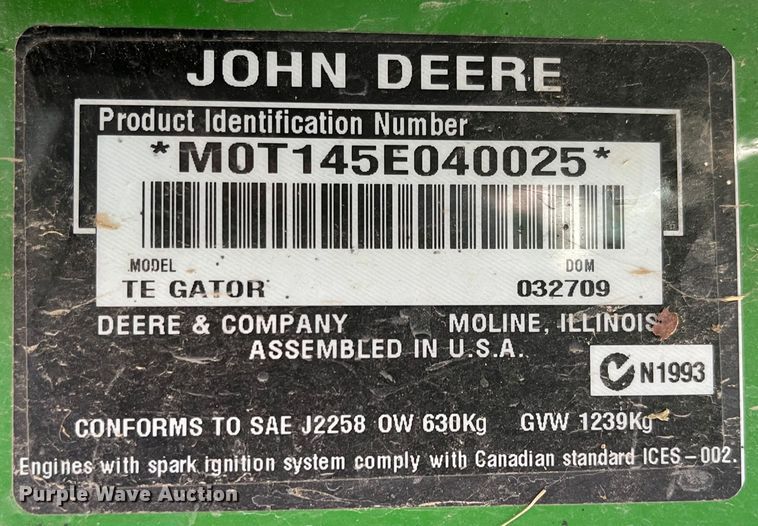 JOHN DEERE
Product Identification Number
*M0T145E040025*
MODEL DOM
TE GATOR 032709
DEERE & COMPANY MOLINE, ILLINOIS
ASSEMBLED IN U.S.A.
N1993
CONFORMS TO SAE J2258 OW 630Kg GVW 1239Kg
Engines with spark ignition system comply with Canadian standard ICES-002.
Purple Wave Auction